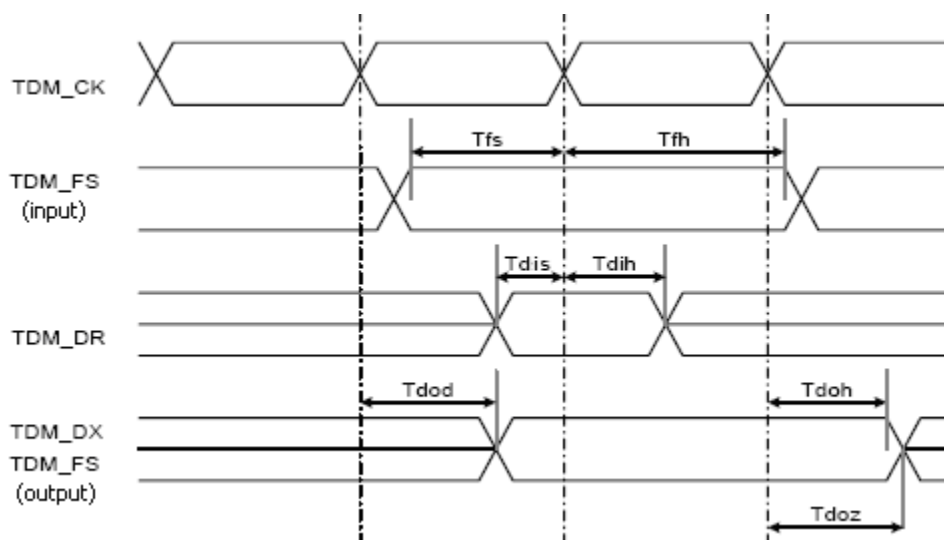 TDM_CK
Tfs
Tfh
TDM_FS
(input)
Tdis
Tdih
TDM_DR
Tdod
Tdoh
TDM_DX
TDM_FS
(output)
Tdoz